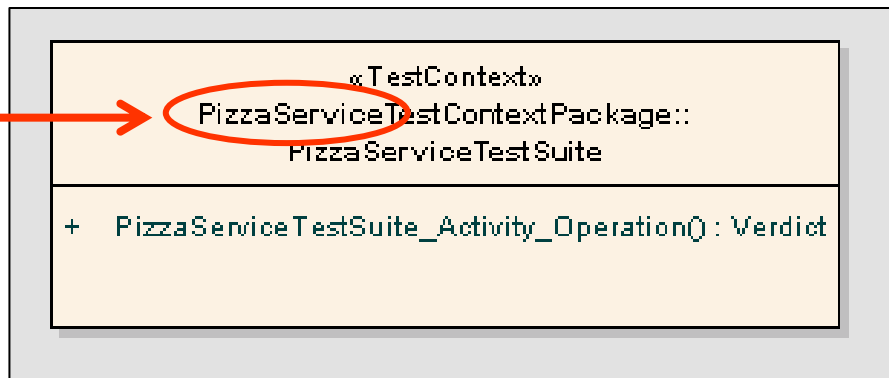 «TestContext»
PizzaServiceTestContextPackage::
PizzaServiceTestSuite
+ PizzaServiceTestSuite_Activity_Operation() : Verdict